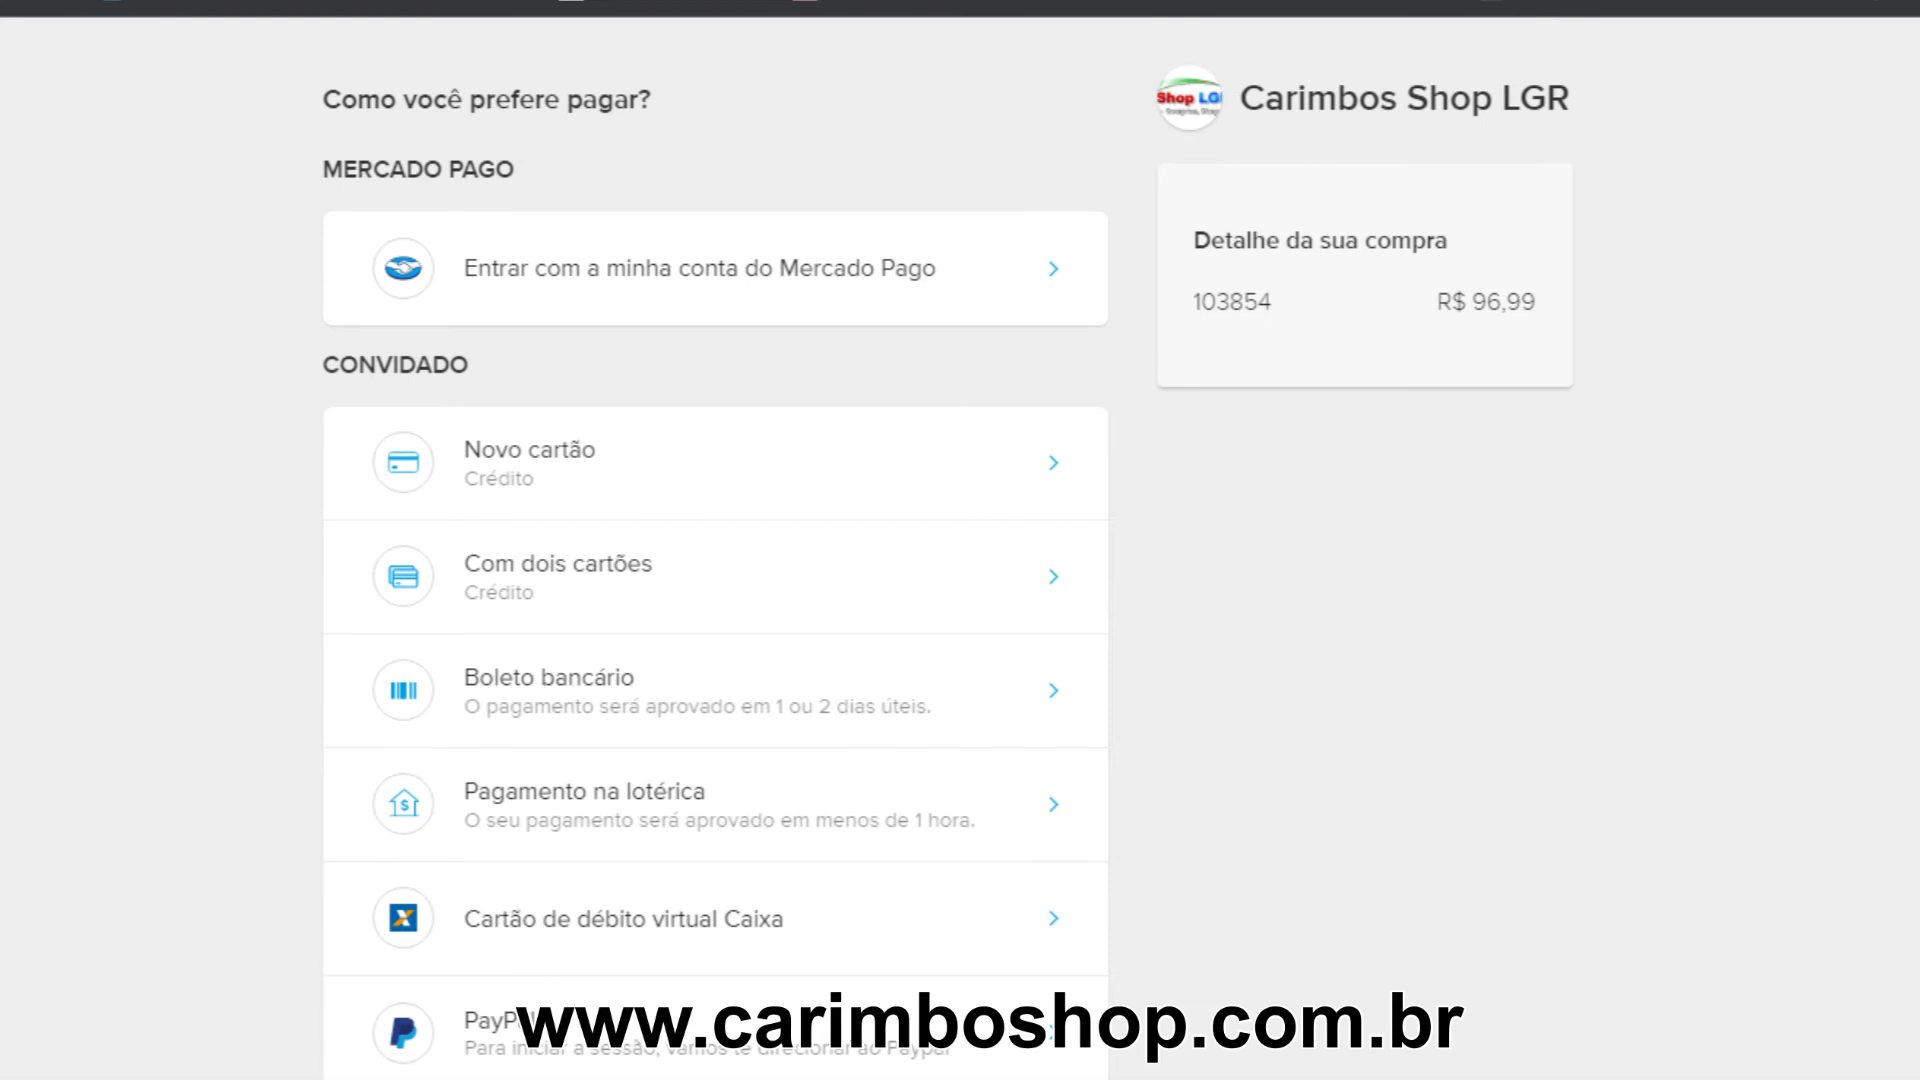 Como você prefere pagar?
MERCADO PAGO
Entrar com a minha conta do Mercado Pago
CONVIDADO
Novo cartão
Crédito
Com dois cartões
Crédito
Boleto bancário
O pagamento será aprovado em 1 ou 2 dias úteis.
Pagamento na lotérica
O seu pagamento será aprovado em menos de 1 hora.
Cartão de débito virtual Caixa
PayPal
Para iniciar a sessão, vamos te direcionar ao Paypal
www.carimboshop.com.br
Shop LG
Carimbos Shop LGR
Detalhe da sua compra
103854 R$ 96,99